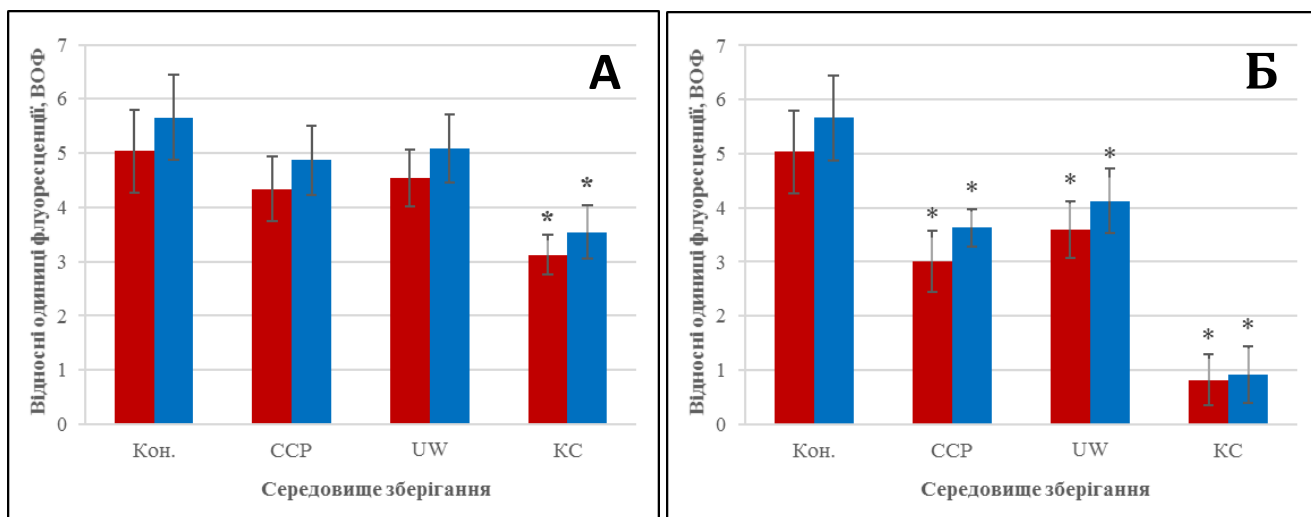 А
Відносні одиниці флуоресценції, ВОФ
7
6
5
4
3
2
1
0
* *
Кон. ССР UW КС
Середовище зберігання
Б
Відносні одиниці флуоресценції, ВОФ
7
6
5
4
3
2
1
0
* * * * * *
Кон. ССР UW КС
Середовище зберігання